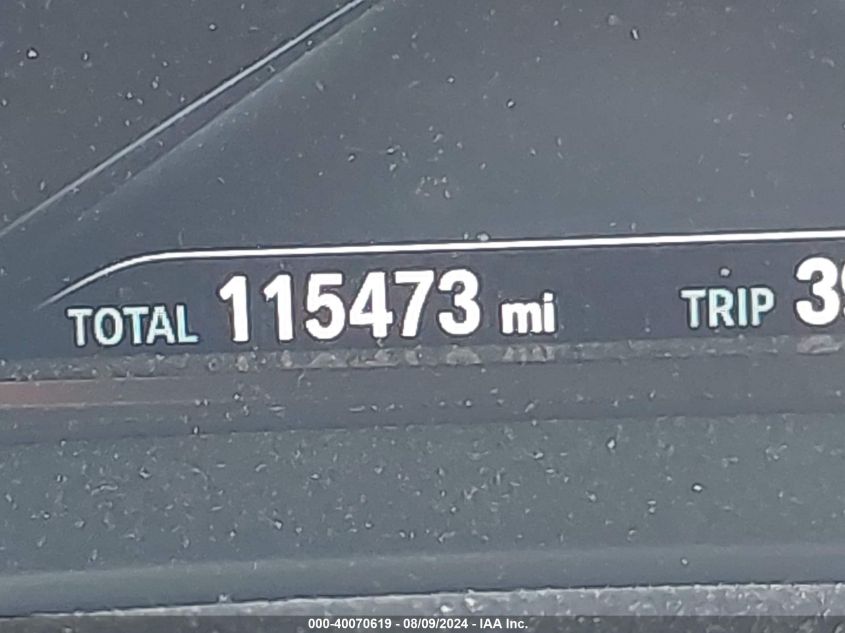 TOTAL 115473 mi TRIP
000-40070619 - 08/09/2024 - IAA Inc.